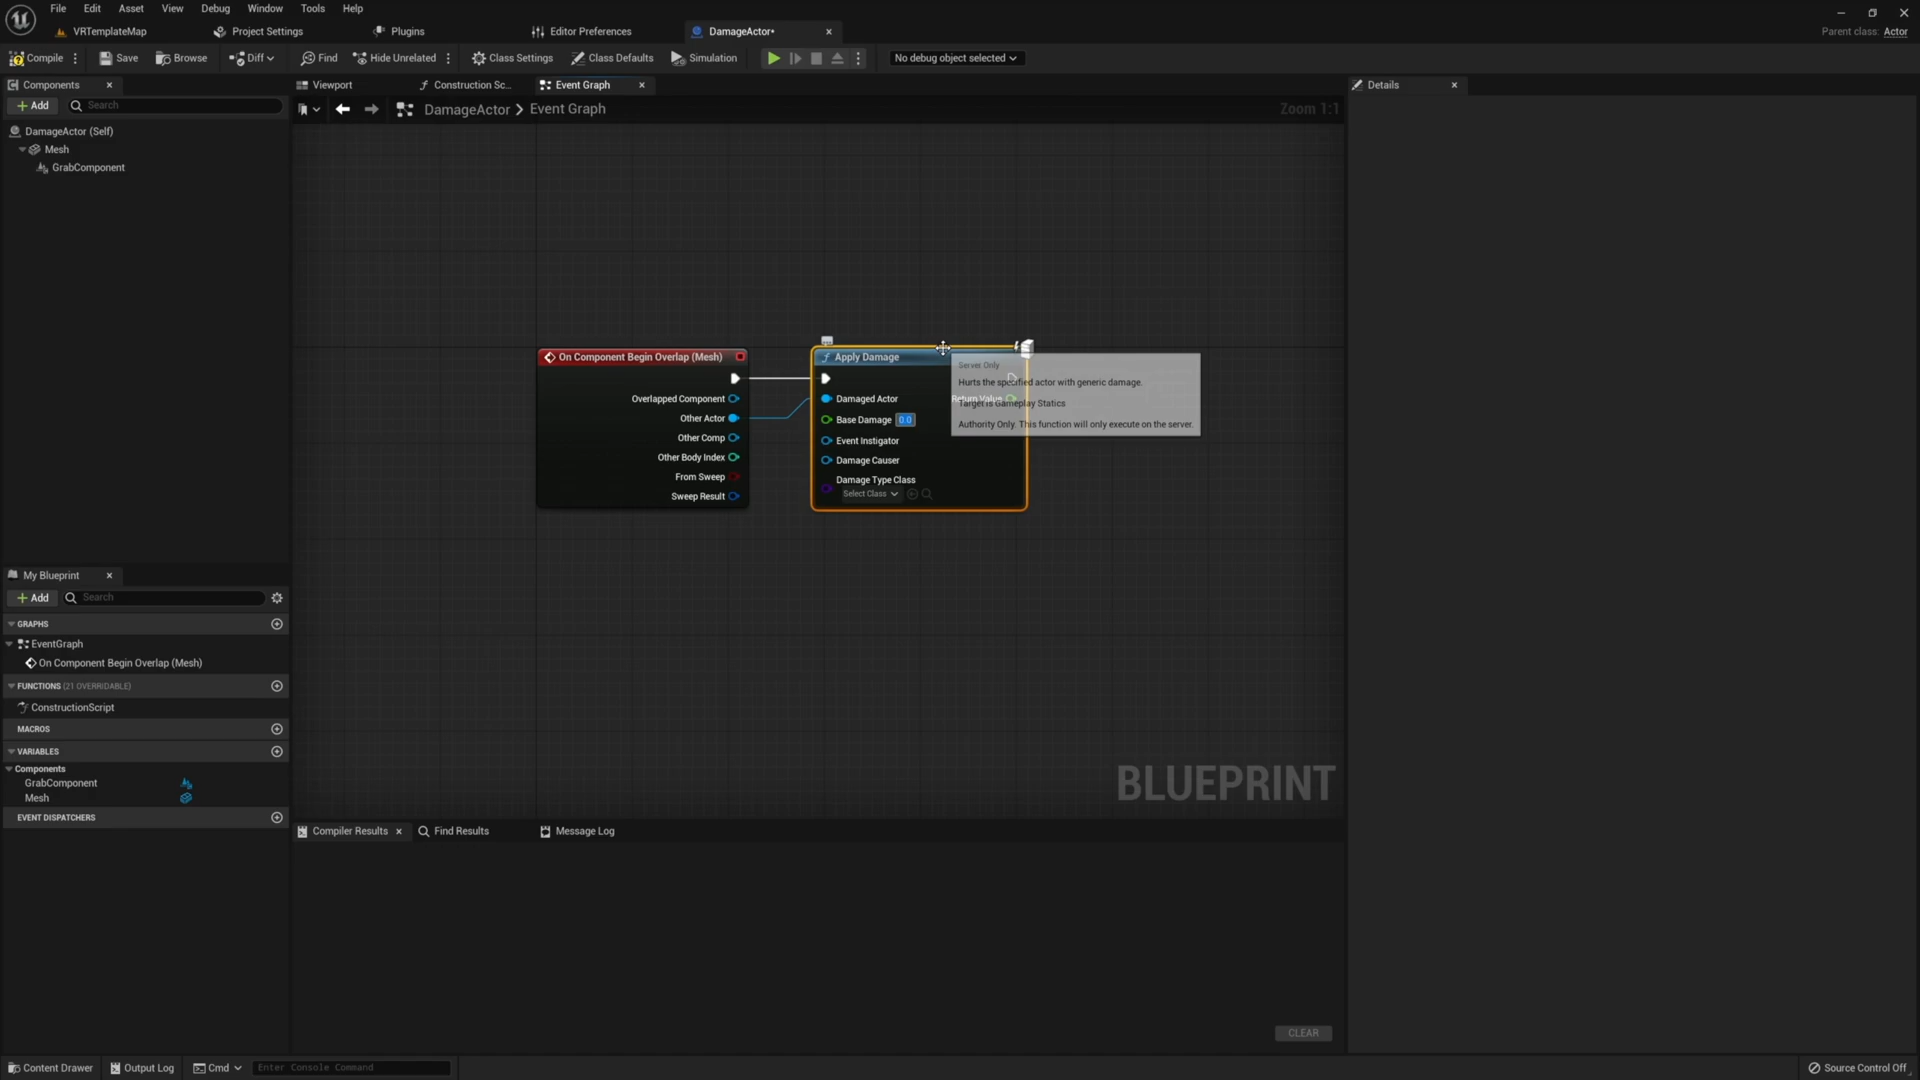 File Edit Asset View Debug Window Tools Help
VRTemplateMap Project Settings Plugins Editor Preferences DamageActor•
Parent class: Actor
Compile Save Browse Diff Find Hide Unrelated Class Settings Class Defaults Simulation No debug object selected
Components
Viewport Construction Sc... Event Graph
Details
Add Search
DamageActor > Event Graph
Zoom 1:1
DamageActor (Self)
Mesh
GrabComponent
On Component Begin Overlap (Mesh)
Overlapped Component
Other Actor
Other Comp
Other Body Index
From Sweep
Sweep Result
Apply Damage
Damaged Actor
Return Value
Base Damage 0.0
Event Instigator
Damage Causer
Damage Type Class
Select Class
Server Only
Hurts the specified actor with generic damage.
Target is Gameplay Statics
Authority Only. This function will only execute on the server.
My Blueprint
Add Search
GRAPHS
EventGraph
On Component Begin Overlap (Mesh)
FUNCTIONS (21 OVERRIDABLE)
ConstructionScript
MACROS
VARIABLES
Components
GrabComponent
Mesh
EVENT DISPATCHERS
BLUEPRINT
Compiler Results Find Results Message Log
CLEAR
Content Drawer Output Log Cmd Enter Console Command
Source Control Off